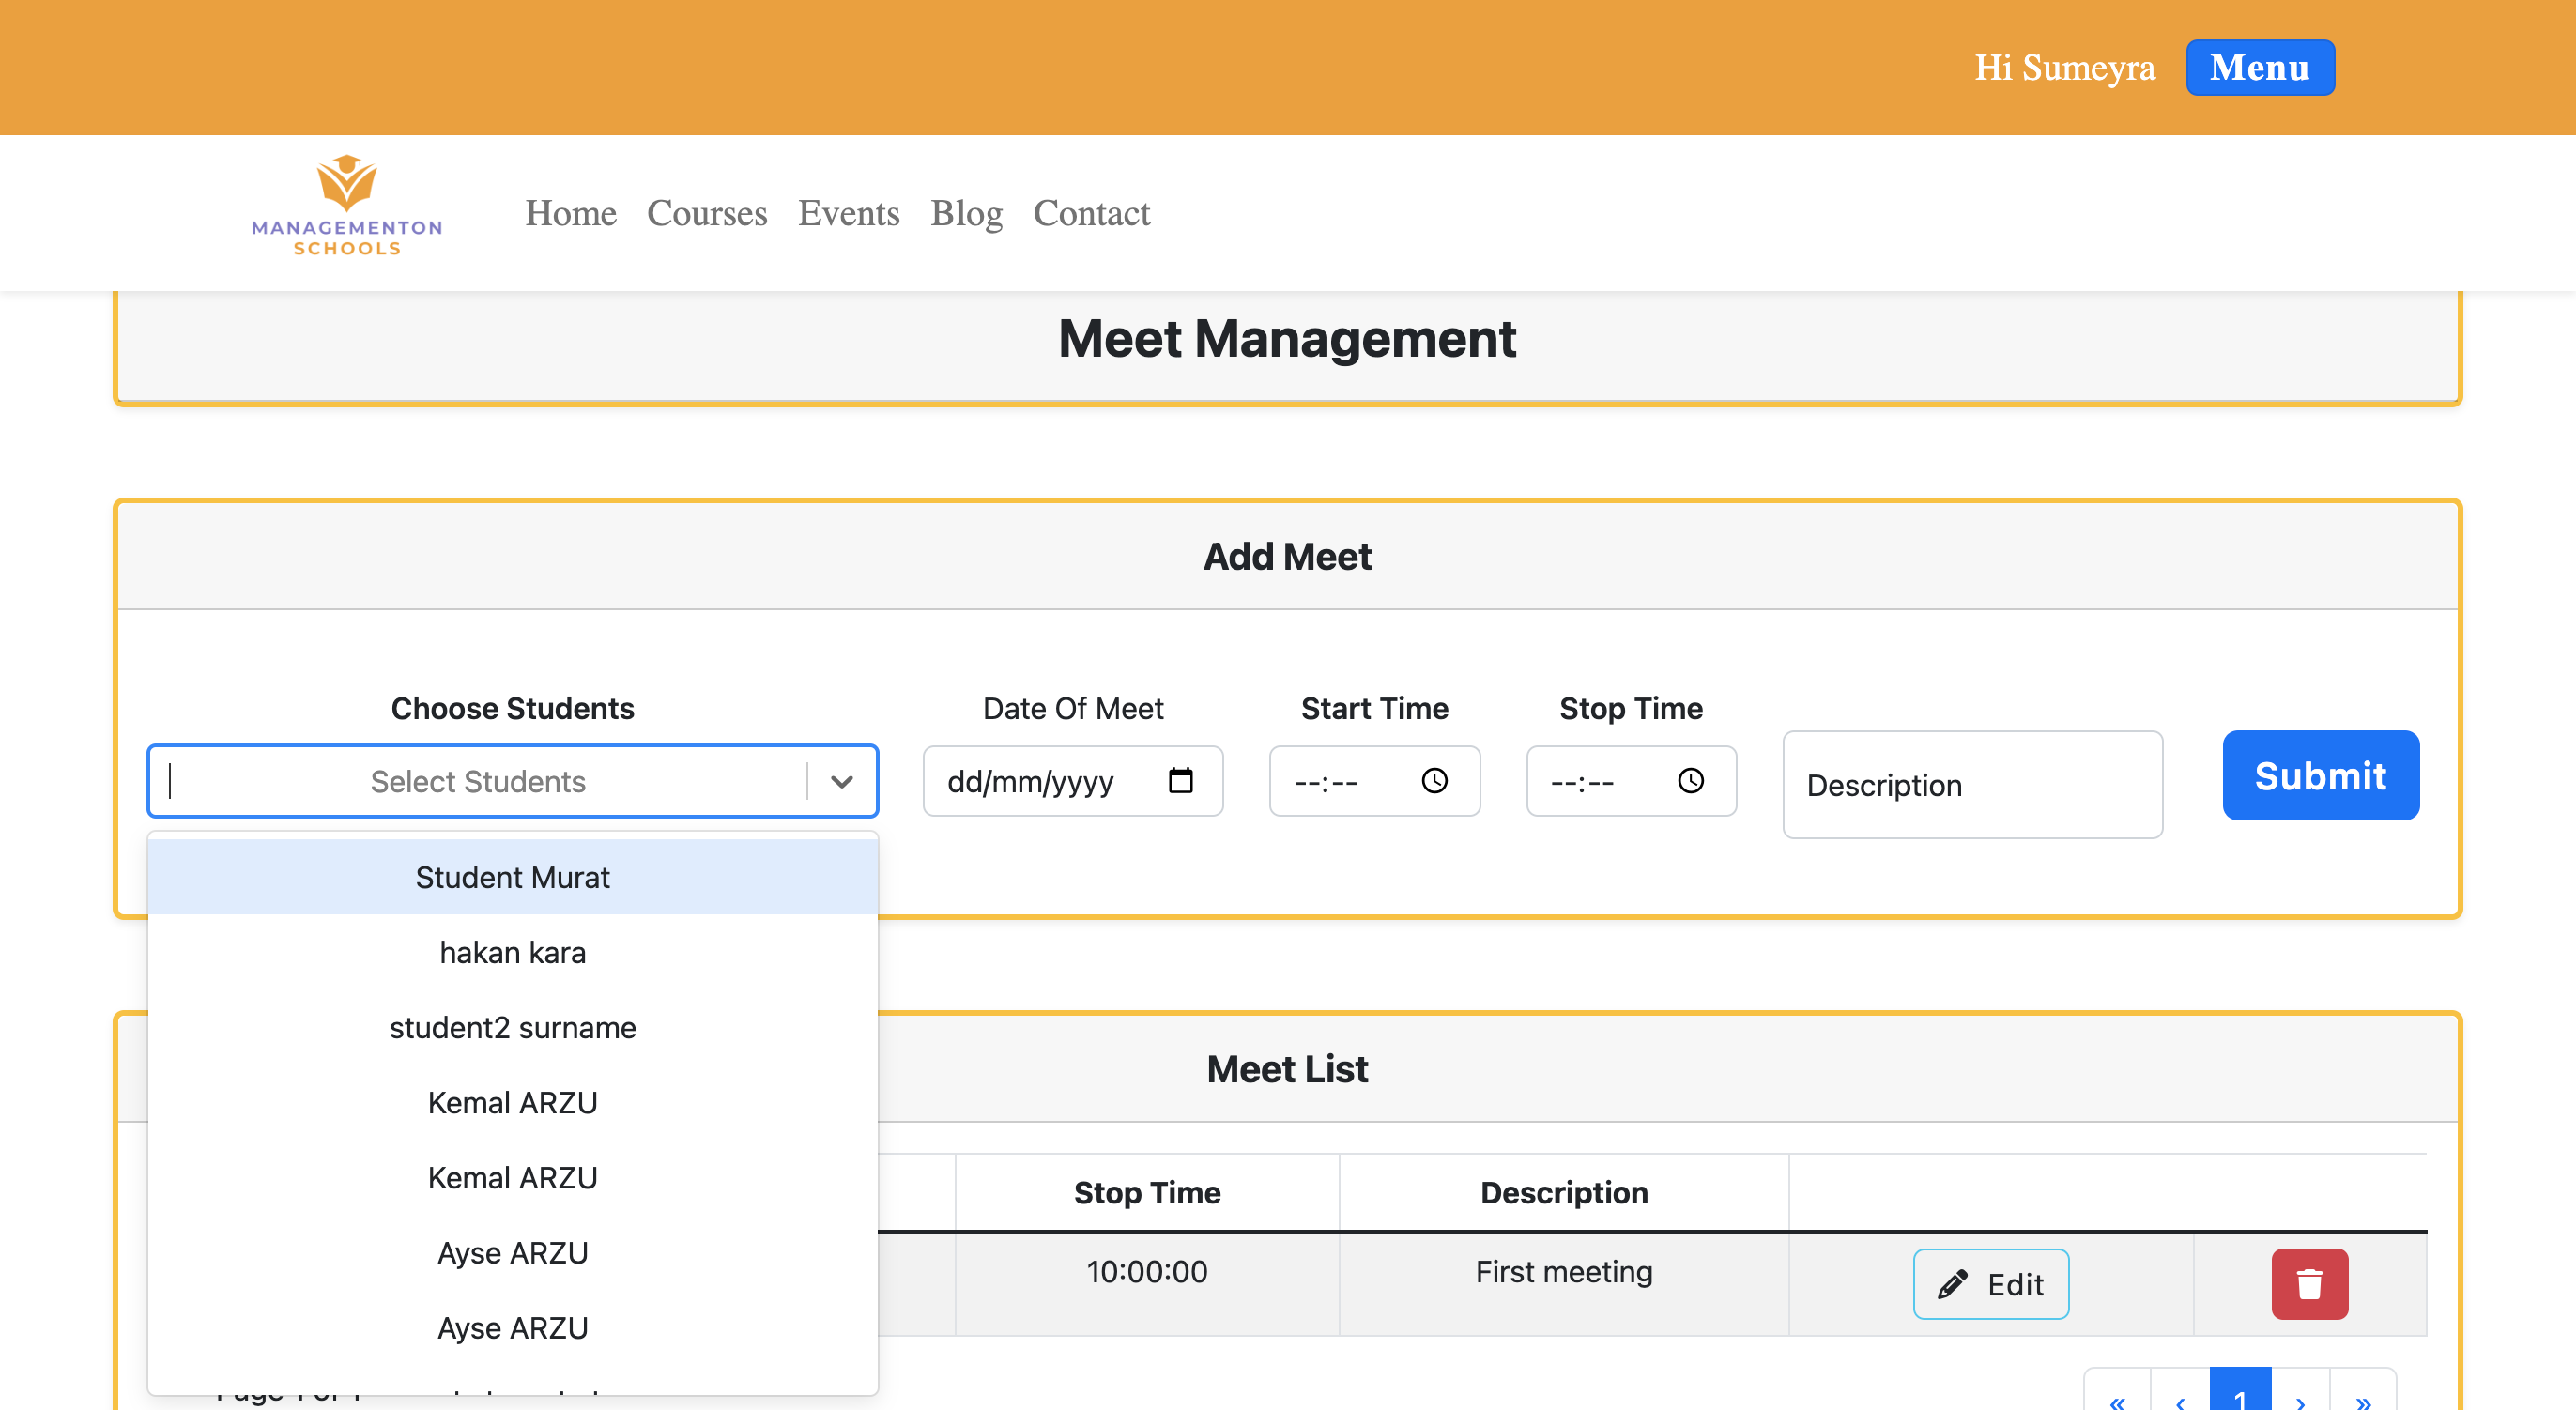 Hi Sumeyra Menu
MANAGEMENTON
SCHOOLS
Home Courses Events Blog Contact
Meet Management
Add Meet
Choose Students Date Of Meet Start Time Stop Time
Select Students dd/mm/yyyy --:-- --:-- Description Submit
Student Murat
hakan kara
student2 surname
Kemal ARZU
Kemal ARZU
Ayse ARZU
Ayse ARZU
Meet List
Stop Time Description
10:00:00 First meeting Edit
« ‹ 1 › »